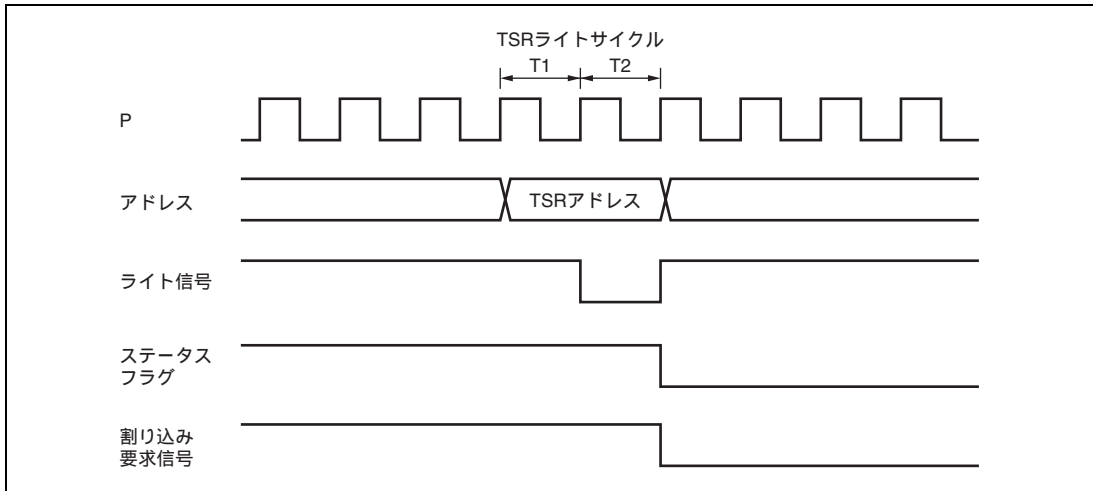 TSRライトサイクル
T1 T2
P
アドレス
TSRアドレス
ライト信号
ステータス
フラグ
割り込み
要求信号